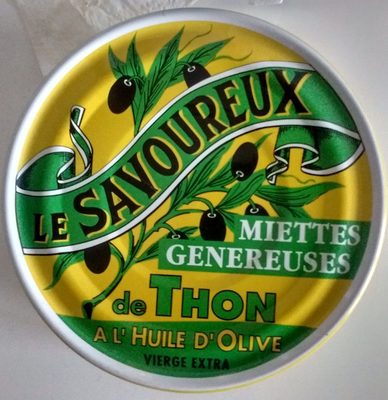 LE SAVOUREUX
MIETTES
GENEREUSES
de THON
A L'HUILE D'OLIVE
VIERGE EXTRA